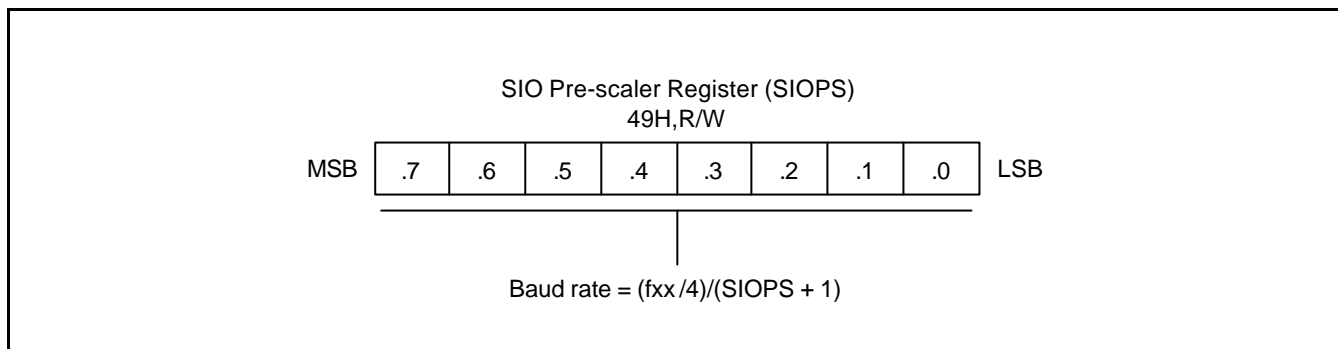 SIO Pre-scaler Register (SIOPS)
49H,R/W
MSB .7 .6 .5 .4 .3 .2 .1 .0 LSB
Baud rate = (fxx /4)/(SIOPS + 1)